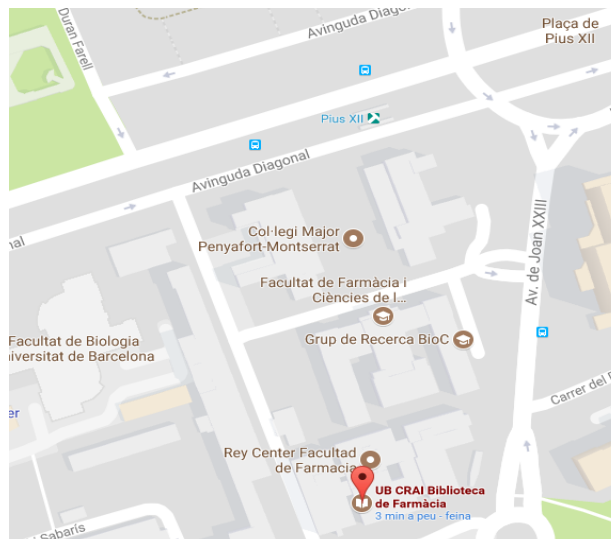 Duran Farell
Avinguda Diagonal
Plaça de
Pius XII
Pius XII
Avinguda Diagonal
Col·legi Major
Penyafort-Montserrat
Facultat de Farmàcia i
Ciències de l...
Av. de Joan XXIII
Facultat de Biologia
niversitat de Barcelona
Grup de Recerca BioC
Carrer del
Rey Center Facultad
de Farmacia
UB CRAI Biblioteca
de Farmàcia
3 min a peu - feina
i Sabarís